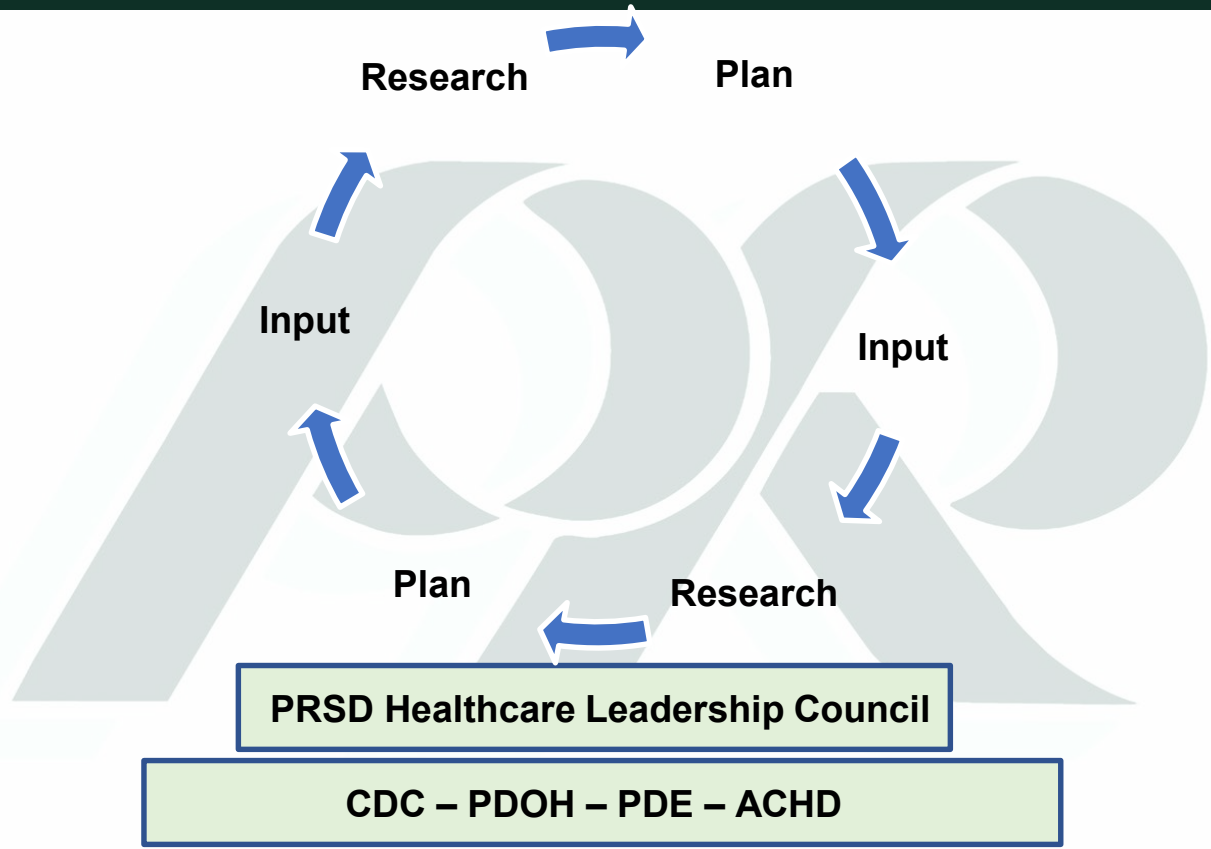 Research
Plan
Input
Input
Plan
Research
PRSD Healthcare Leadership Council
CDC – PDOH – PDE – ACHD